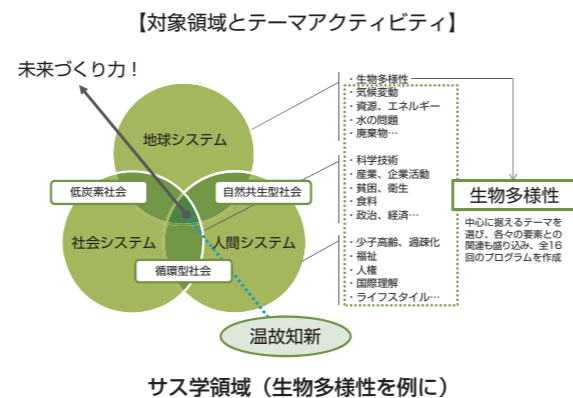 【対象領域とテーマアクティビティ】
未来づくり力！
地球システム
低炭素社会
自然共生型社会
社会システム
人間システム
循環型社会
温故知新
・生物多様性
・気候変動
・資源、エネルギー
・水の問題
・廃棄物…
・科学技術
・産業、企業活動
・貧困、衛生
・食料
・政治、経済…
・少子高齢、過疎化
・福祉
・人権
・国際理解
・ライフスタイル…
生物多様性
中心に据えるテーマを
選び、各々の要素との
関連も盛り込み、全16
回のプログラムを作成
サス学領域（生物多様性を例に）